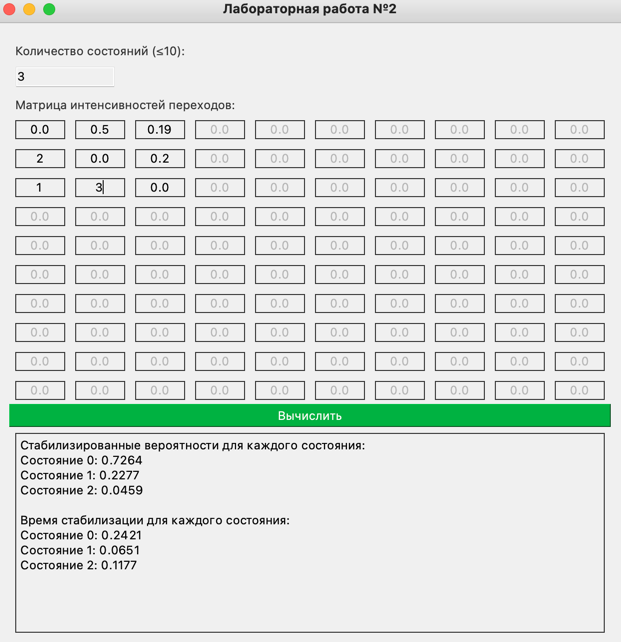 Лабораторная работа №2
Количество состояний (≤10):
3
Матрица интенсивностей переходов:
0.0 0.5 0.19 0.0 0.0 0.0 0.0 0.0 0.0 0.0
2 0.0 0.2 0.0 0.0 0.0 0.0 0.0 0.0 0.0
1 3 0.0 0.0 0.0 0.0 0.0 0.0 0.0 0.0
0.0 0.0 0.0 0.0 0.0 0.0 0.0 0.0 0.0 0.0
0.0 0.0 0.0 0.0 0.0 0.0 0.0 0.0 0.0 0.0
0.0 0.0 0.0 0.0 0.0 0.0 0.0 0.0 0.0 0.0
0.0 0.0 0.0 0.0 0.0 0.0 0.0 0.0 0.0 0.0
0.0 0.0 0.0 0.0 0.0 0.0 0.0 0.0 0.0 0.0
0.0 0.0 0.0 0.0 0.0 0.0 0.0 0.0 0.0 0.0
0.0 0.0 0.0 0.0 0.0 0.0 0.0 0.0 0.0 0.0
Вычислить
Стабилизированные вероятности для каждого состояния:
Состояние 0: 0.7264
Состояние 1: 0.2277
Состояние 2: 0.0459
Время стабилизации для каждого состояния:
Состояние 0: 0.2421
Состояние 1: 0.0651
Состояние 2: 0.1177